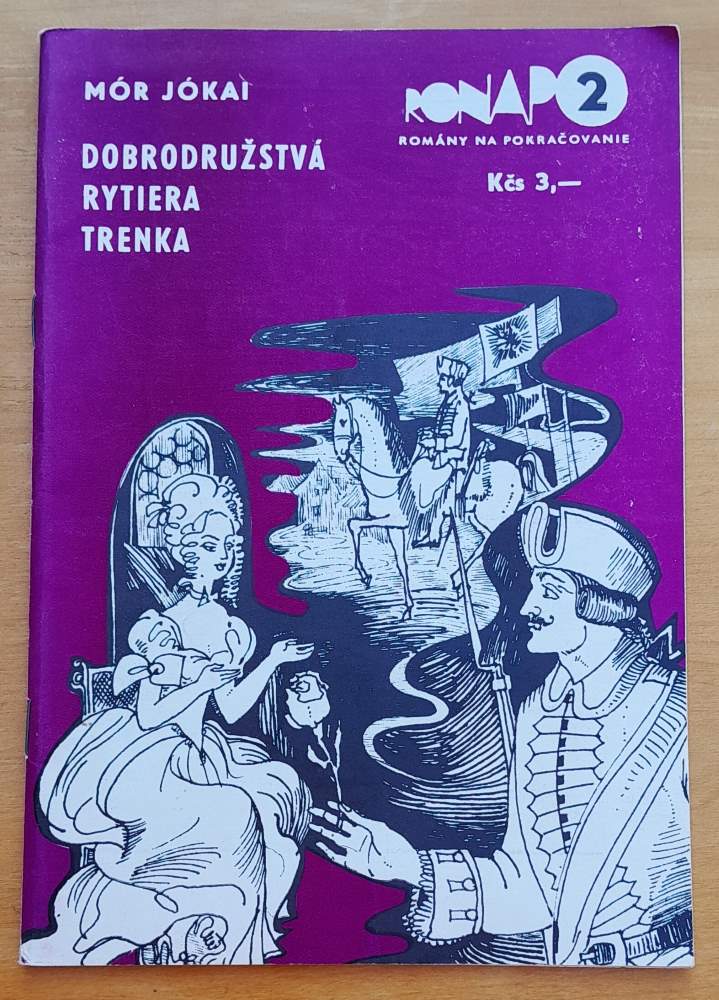 MÓR JÓKAI
DOBRODRUŽSTVÁ
RYTIERA
TRENKA
RONAPO 2
ROMÁNY NA POKRAČOVANIE
Kčs 3,—